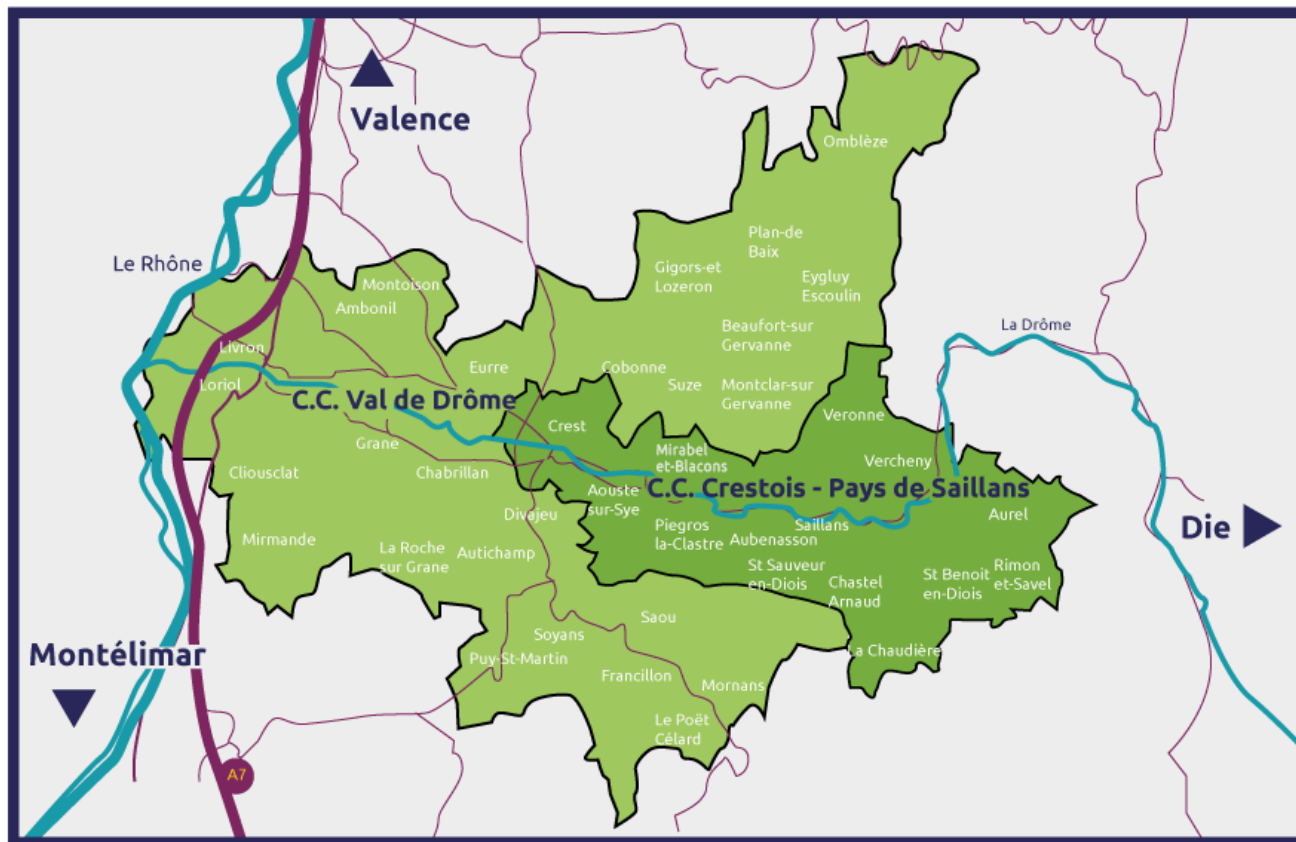 Valence
Omblèze
Plan-de
Baix
Le Rhône
Gigors-et
Lozeron
Montoison
Eygluy
Escoulin
Ambonil
Beaufort-sur
Gervanne
La Drôme
Livron
Eurre
Cobonne
Loriol
Suze
Montclar-sur
Gervanne
C.C. Val de Drôme
Veronne
Crest
Grane
Mirabel
et-Blacons
Vercheny
Cliousclat
Chabrillan
Aouste
sur-Sye
C.C. Crestois - Pays de Saillans
Divajeu
Aurel
Die
Piegros
la-Clastre
Saillans
Aubenasson
Mirmande
La Roche
sur Grane
Autichamp
St Sauveur
en-Diois
Chastel
Arnaud
St Benoit
en-Diois
Rimon
et-Savel
Saou
Soyans
Montélimar
Puy-St-Martin
La Chaudière
Francillon
Mornans
Le Poët
Célard
A7